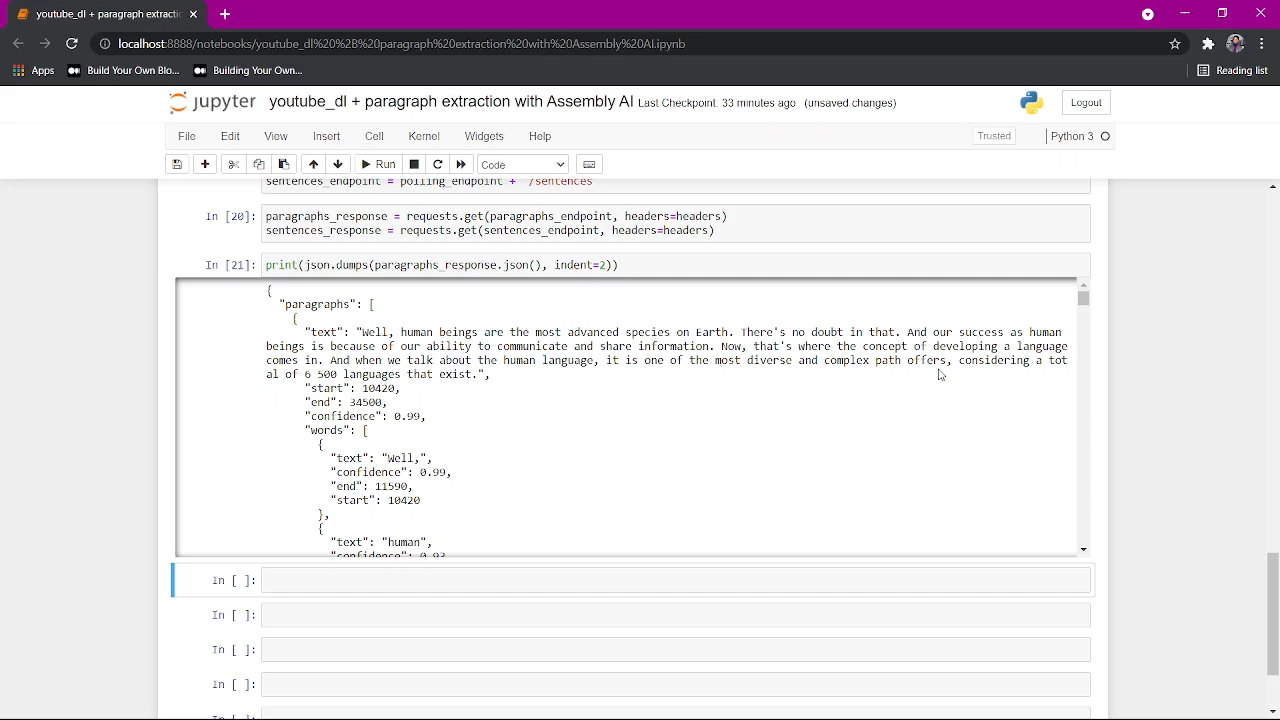 youtube_dl + paragraph extracti
localhost:8888/notebooks/youtube_dl%20%2B%20paragraph%20extraction%20with%20Assembly%20AI.ipynb
Apps Build Your Own Blo... Building Your Own... Reading list
jupyter youtube_dl + paragraph extraction with Assembly AI Last Checkpoint: 33 minutes ago (unsaved changes) Logout
File Edit View Insert Cell Kernel Widgets Help Trusted Python 3
Run Code
sentences_endpoint = polling_endpoint + "/sentences"
In [20]: paragraphs_response = requests.get(paragraphs_endpoint, headers=headers)
sentences_response = requests.get(sentences_endpoint, headers=headers)
In [21]: print(json.dumps(paragraphs_response.json(), indent=2))
{
"paragraphs": [
{
"text": "Well, human beings are the most advanced species on Earth. There's no doubt in that. And our success as human
beings is because of our ability to communicate and share information. Now, that's where the concept of developing a language
comes in. And when we talk about the human language, it is one of the most diverse and complex path offers, considering a tot
al of 6 500 languages that exist.",
"start": 10420,
"end": 34500,
"confidence": 0.99,
"words": [
{
"text": "Well,",
"confidence": 0.99,
"end": 11590,
"start": 10420
},
{
"text": "human",
"confidence": 0.93
In [ ]:
In [ ]:
In [ ]:
In [ ]:
In [ ]: